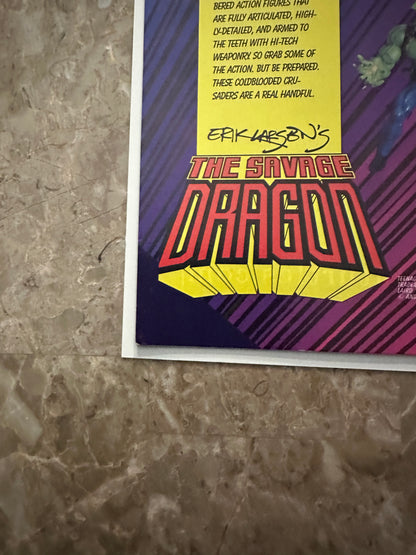 BERED ACTION FIGURES THAT
ARE FULLY ARTICULATED, HIGH-
LY-DETAILED, AND ARMED TO
THE TEETH WITH HI-TECH
WEAPONRY. SO GRAB SOME OF
THE ACTION. BUT BE PREPARED.
THESE COLDBLOODED CRU-
SADERS ARE A REAL HANDFUL.
ERIK LARSEN'S
THE SAVAGE
DRAGON
TEENAG
LAIRD